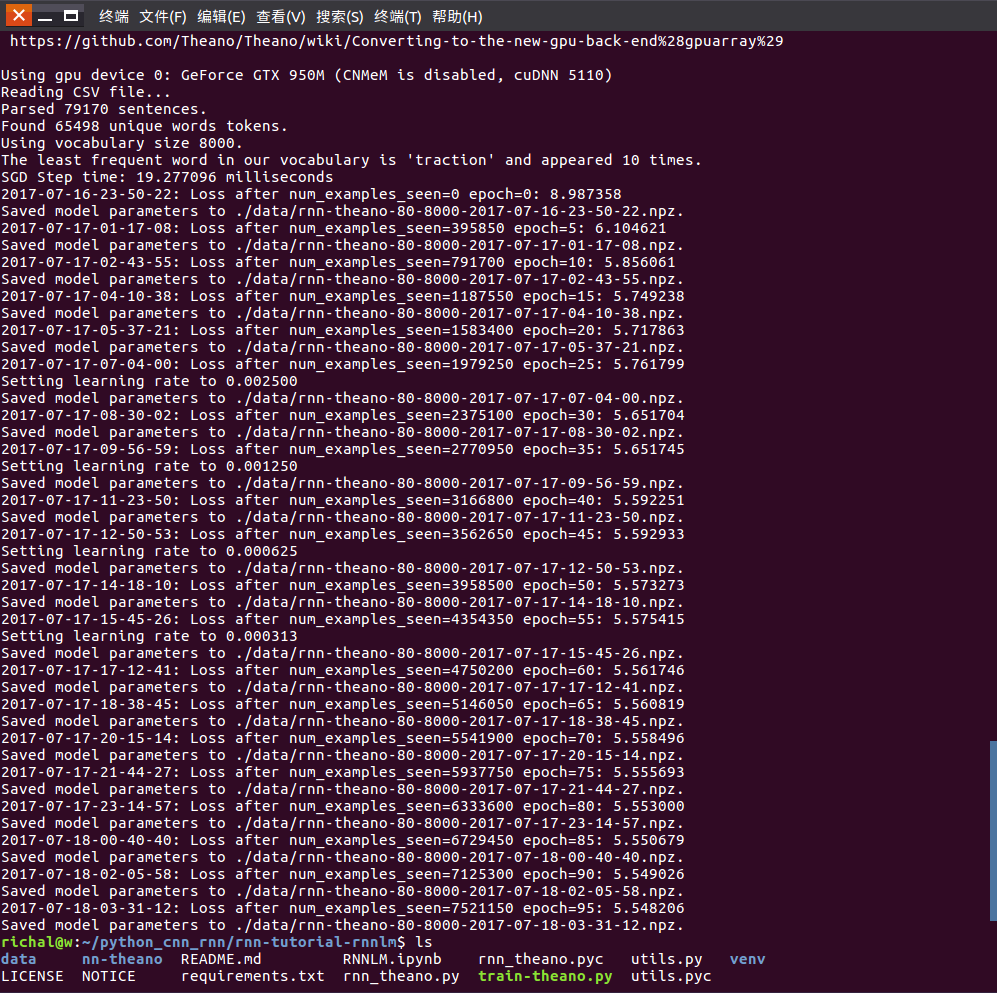 终端 文件(F) 编辑(E) 查看(V) 搜索(S) 终端(T) 帮助(H)
https://github.com/Theano/Theano/wiki/Converting-to-the-new-gpu-back-end%28gpuarray%29
Using gpu device 0: GeForce GTX 950M (CNMeM is disabled, cuDNN 5110)
Reading CSV file...
Parsed 79170 sentences.
Found 65498 unique words tokens.
Using vocabulary size 8000.
The least frequent word in our vocabulary is 'traction' and appeared 10 times.
SGD Step time: 19.277096 milliseconds
2017-07-16-23-50-22: Loss after num_examples_seen=0 epoch=0: 8.987358
Saved model parameters to ./data/rnn-theano-80-8000-2017-07-16-23-50-22.npz.
2017-07-17-01-17-08: Loss after num_examples_seen=395850 epoch=5: 6.104621
Saved model parameters to ./data/rnn-theano-80-8000-2017-07-17-01-17-08.npz.
2017-07-17-02-43-55: Loss after num_examples_seen=791700 epoch=10: 5.856061
Saved model parameters to ./data/rnn-theano-80-8000-2017-07-17-02-43-55.npz.
2017-07-17-04-10-38: Loss after num_examples_seen=1187550 epoch=15: 5.749238
Saved model parameters to ./data/rnn-theano-80-8000-2017-07-17-04-10-38.npz.
2017-07-17-05-37-21: Loss after num_examples_seen=1583400 epoch=20: 5.717863
Saved model parameters to ./data/rnn-theano-80-8000-2017-07-17-05-37-21.npz.
2017-07-17-07-04-00: Loss after num_examples_seen=1979250 epoch=25: 5.761799
Setting learning rate to 0.002500
Saved model parameters to ./data/rnn-theano-80-8000-2017-07-17-07-04-00.npz.
2017-07-17-08-30-02: Loss after num_examples_seen=2375100 epoch=30: 5.651704
Saved model parameters to ./data/rnn-theano-80-8000-2017-07-17-08-30-02.npz.
2017-07-17-09-56-59: Loss after num_examples_seen=2770950 epoch=35: 5.651745
Setting learning rate to 0.001250
Saved model parameters to ./data/rnn-theano-80-8000-2017-07-17-09-56-59.npz.
2017-07-17-11-23-50: Loss after num_examples_seen=3166800 epoch=40: 5.592251
Saved model parameters to ./data/rnn-theano-80-8000-2017-07-17-11-23-50.npz.
2017-07-17-12-50-53: Loss after num_examples_seen=3562650 epoch=45: 5.592933
Setting learning rate to 0.000625
Saved model parameters to ./data/rnn-theano-80-8000-2017-07-17-12-50-53.npz.
2017-07-17-14-18-10: Loss after num_examples_seen=3958500 epoch=50: 5.573273
Saved model parameters to ./data/rnn-theano-80-8000-2017-07-17-14-18-10.npz.
2017-07-17-15-45-26: Loss after num_examples_seen=4354350 epoch=55: 5.575415
Setting learning rate to 0.000313
Saved model parameters to ./data/rnn-theano-80-8000-2017-07-17-15-45-26.npz.
2017-07-17-17-12-41: Loss after num_examples_seen=4750200 epoch=60: 5.561746
Saved model parameters to ./data/rnn-theano-80-8000-2017-07-17-17-12-41.npz.
2017-07-17-18-38-45: Loss after num_examples_seen=5146050 epoch=65: 5.560819
Saved model parameters to ./data/rnn-theano-80-8000-2017-07-17-18-38-45.npz.
2017-07-17-20-15-14: Loss after num_examples_seen=5541900 epoch=70: 5.558496
Saved model parameters to ./data/rnn-theano-80-8000-2017-07-17-20-15-14.npz.
2017-07-17-21-44-27: Loss after num_examples_seen=5937750 epoch=75: 5.555693
Saved model parameters to ./data/rnn-theano-80-8000-2017-07-17-21-44-27.npz.
2017-07-17-23-14-57: Loss after num_examples_seen=6333600 epoch=80: 5.553000
Saved model parameters to ./data/rnn-theano-80-8000-2017-07-17-23-14-57.npz.
2017-07-18-00-40-40: Loss after num_examples_seen=6729450 epoch=85: 5.550679
Saved model parameters to ./data/rnn-theano-80-8000-2017-07-18-00-40-40.npz.
2017-07-18-02-05-58: Loss after num_examples_seen=7125300 epoch=90: 5.549026
Saved model parameters to ./data/rnn-theano-80-8000-2017-07-18-02-05-58.npz.
2017-07-18-03-31-12: Loss after num_examples_seen=7521150 epoch=95: 5.548206
Saved model parameters to ./data/rnn-theano-80-8000-2017-07-18-03-31-12.npz.
richal@w:~/python_cnn_rnn/rnn-tutorial-rnnlm$ ls
data nn-theano README.md RNNLM.ipynb rnn_theano.pyc utils.py venv
LICENSE NOTICE requirements.txt rnn_theano.py train-theano.py utils.pyc